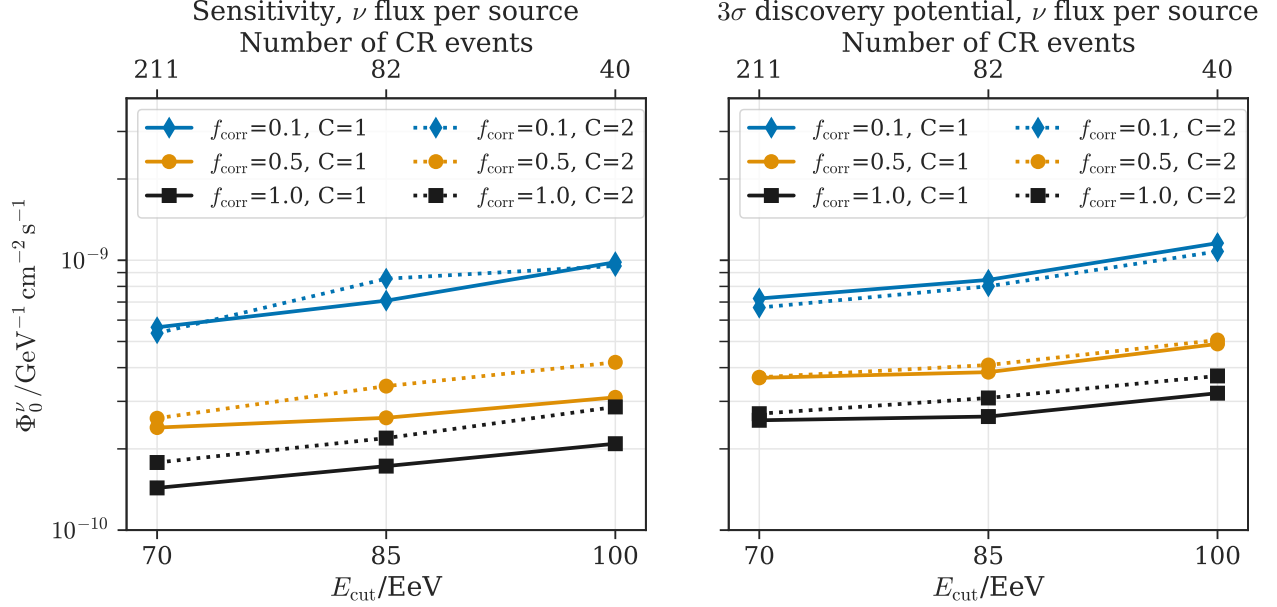 Sensitivity, ν flux per source
Number of CR events
211 82 40
f_corr=0.1, C=1 f_corr=0.1, C=2
f_corr=0.5, C=1 f_corr=0.5, C=2
f_corr=1.0, C=1 f_corr=1.0, C=2
Φ₀^ν / GeV⁻¹ cm⁻² s⁻¹
10⁻⁹
10⁻¹⁰
70 85 100
E_cut/EeV
3σ discovery potential, ν flux per source
Number of CR events
211 82 40
f_corr=0.1, C=1 f_corr=0.1, C=2
f_corr=0.5, C=1 f_corr=0.5, C=2
f_corr=1.0, C=1 f_corr=1.0, C=2
70 85 100
E_cut/EeV